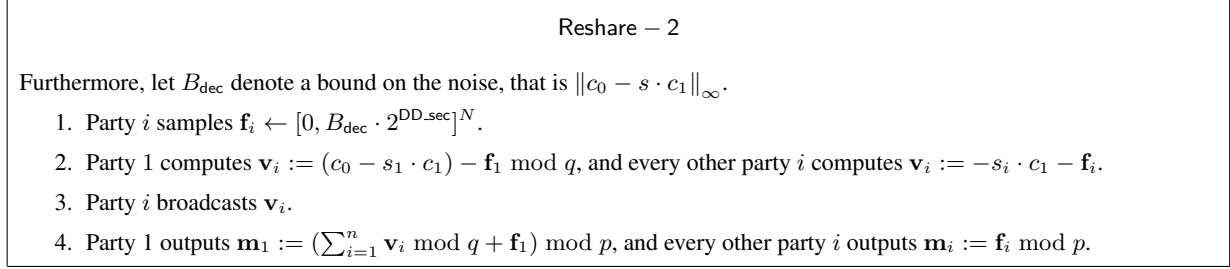 Reshare − 2
Furthermore, let B_dec denote a bound on the noise, that is ‖c_0 − s · c_1‖_∞.
1. Party i samples f_i ← [0, B_dec · 2^{DD_sec}]^N.
2. Party 1 computes v_i := (c_0 − s_1 · c_1) − f_1 mod q, and every other party i computes v_i := −s_i · c_1 − f_i.
3. Party i broadcasts v_i.
4. Party 1 outputs m_1 := (∑_{i=1}^n v_i mod q + f_1) mod p, and every other party i outputs m_i := f_i mod p.